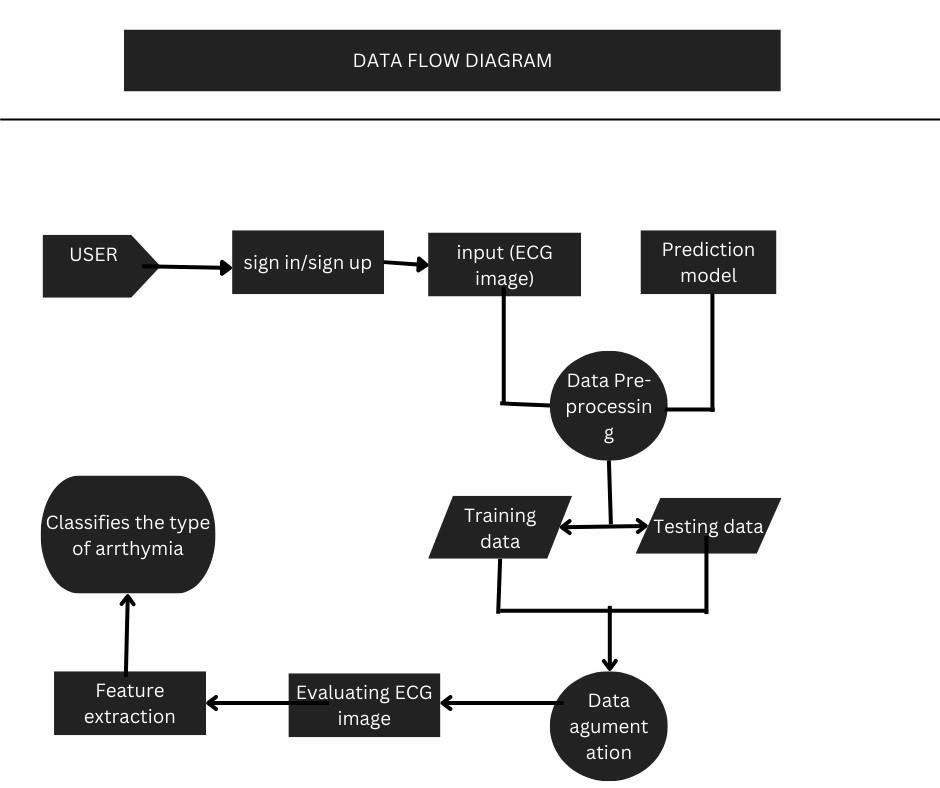 DATA FLOW DIAGRAM
USER
sign in/sign up
input (ECG
image)
Prediction
model
Data Pre-
processin
g
Training
data
Testing data
Classifies the type
of arrthymia
Feature
extraction
Evaluating ECG
image
Data
agument
ation